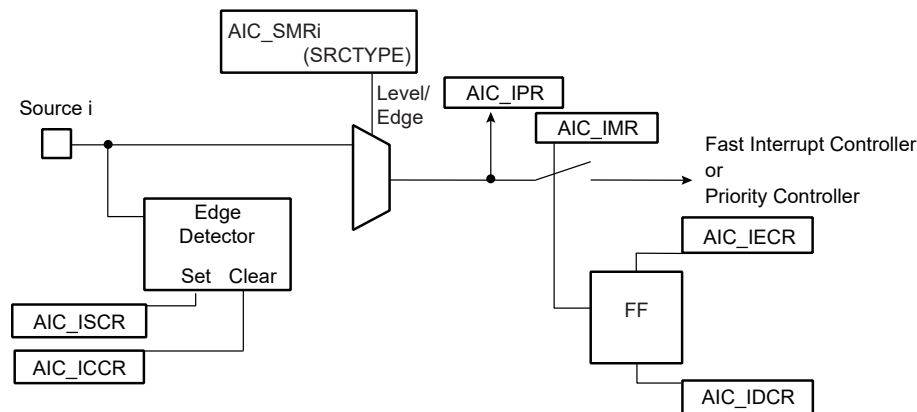 AIC_SMRi
(SRCTYPE)
Level/
Edge
AIC_IPR
Source i
AIC_IMR
Fast Interrupt Controller
or
Priority Controller
Edge
Detector
Set Clear
AIC_IECR
FF
AIC_ISCR
AIC_ICCR
AIC_IDCR